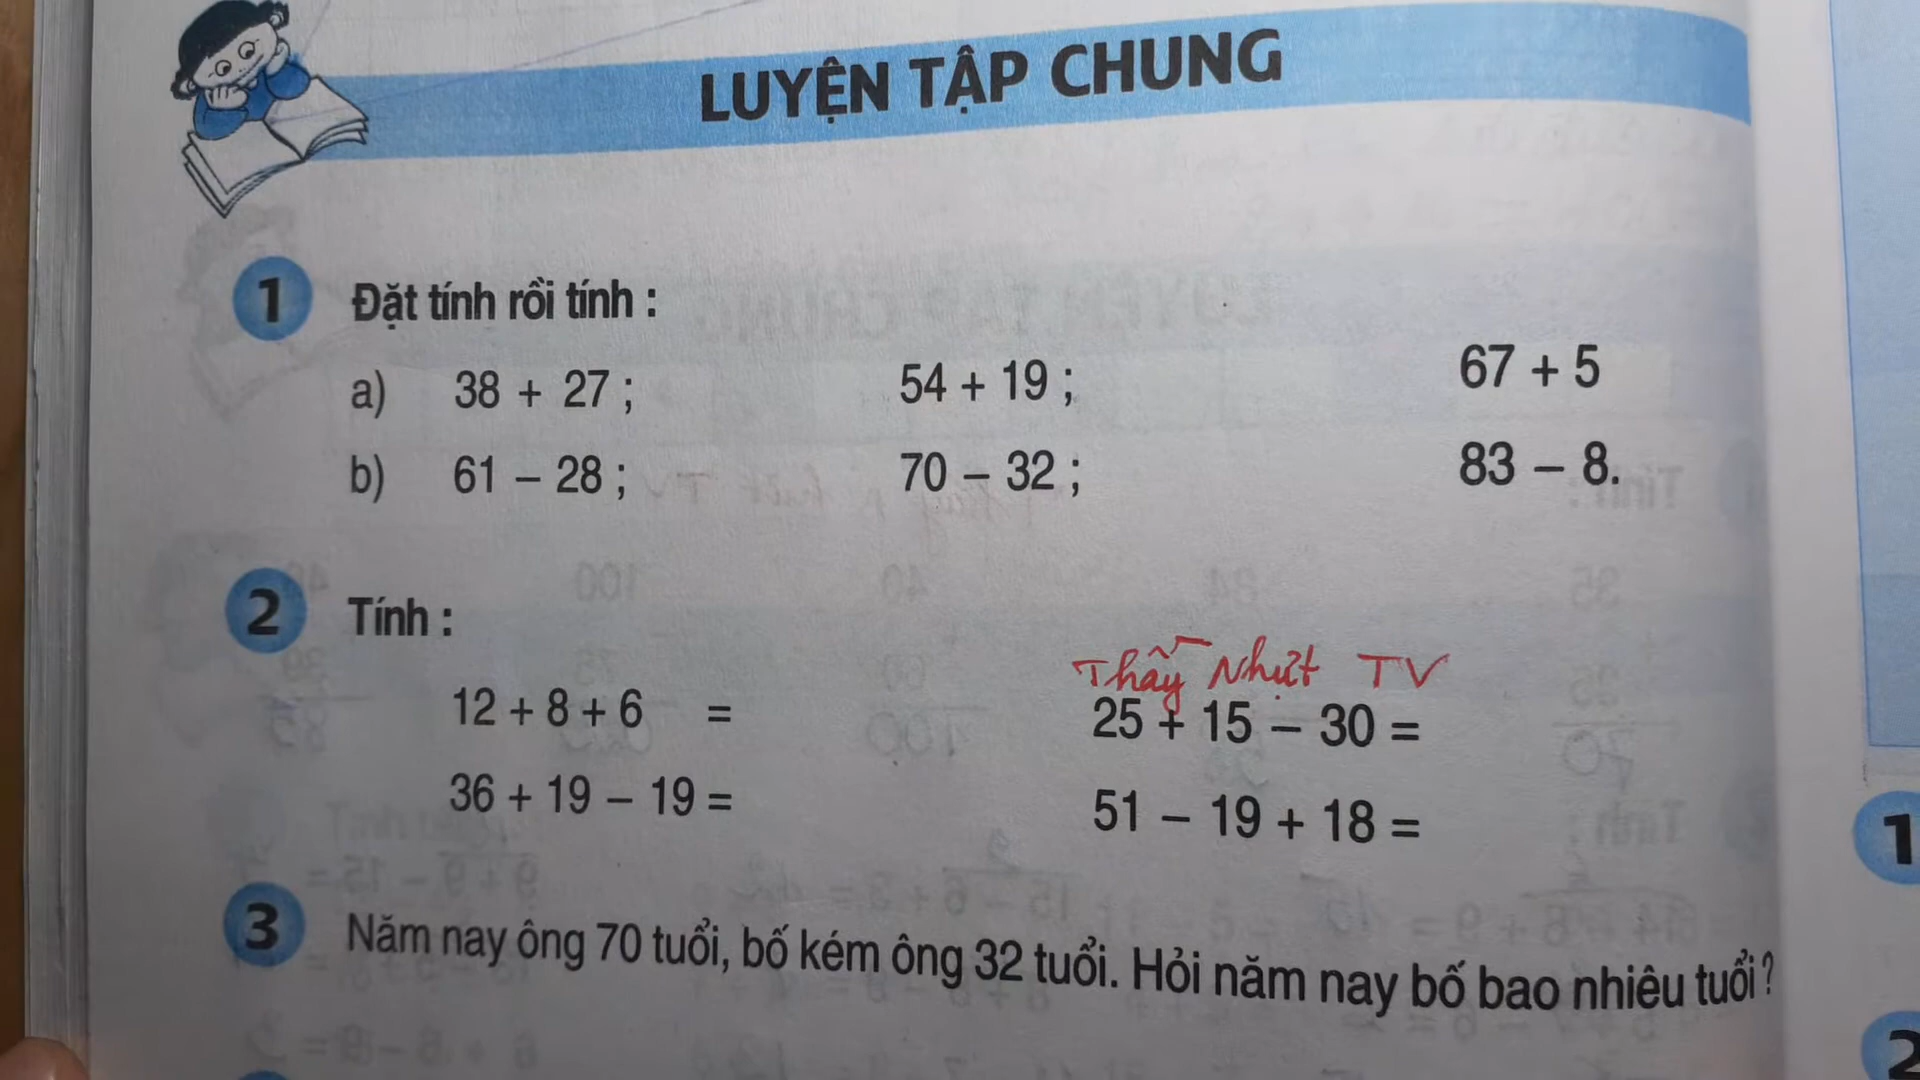 LUYỆN TẬP CHUNG
1 Đặt tính rồi tính :
a) 38 + 27 ; 54 + 19 ; 67 + 5
b) 61 – 28 ; 70 – 32 ; 83 – 8.
2 Tính :
Thầy Nhựt TV
12 + 8 + 6 = 25 + 15 – 30 =
36 + 19 – 19 = 51 – 19 + 18 =
3 Năm nay ông 70 tuổi, bố kém ông 32 tuổi. Hỏi năm nay bố bao nhiêu tuổi ?
1
2